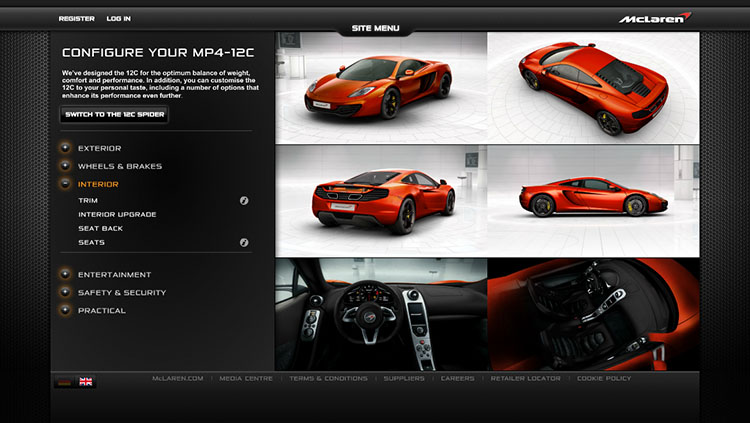 REGISTER LOG IN
SITE MENU
McLaren
CONFIGURE YOUR MP4-12C
We've designed the 12C for the optimum balance of weight,
comfort and performance. In addition, you can customise the
12C to your personal taste, including a number of options that
enhance its performance even further.
SWITCH TO THE 12C SPIDER
EXTERIOR
WHEELS & BRAKES
INTERIOR
TRIM
INTERIOR UPGRADE
SEAT BACK
SEATS
ENTERTAINMENT
SAFETY & SECURITY
PRACTICAL
McLAREN.COM | MEDIA CENTRE | TERMS & CONDITIONS | SUPPLIERS | CAREERS | RETAILER LOCATOR | COOKIE POLICY